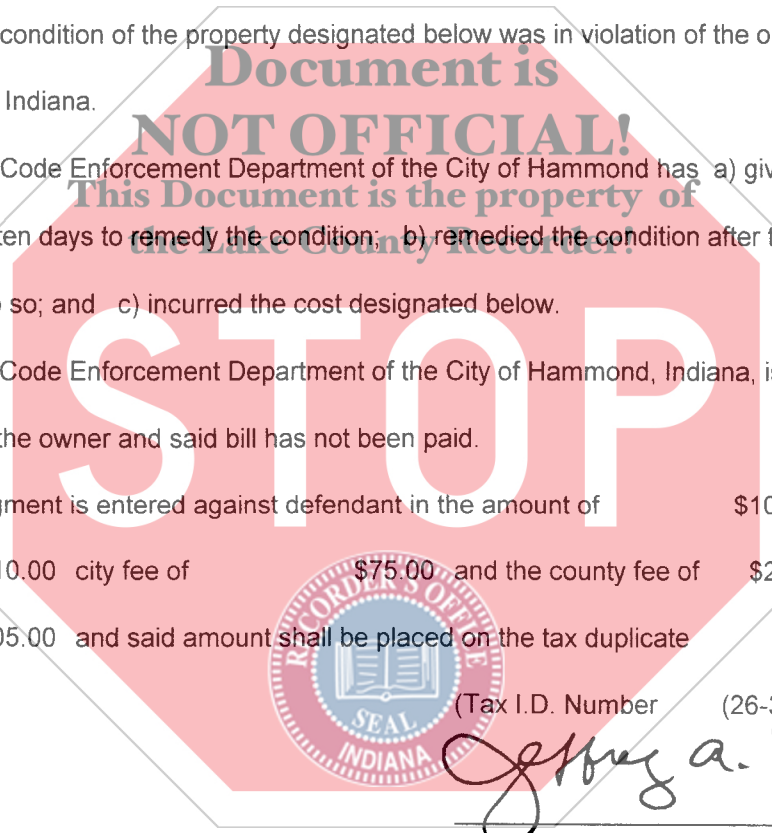 condition of the property designated below was in violation of the o
Document is
Indiana.
NOT OFFICIAL!
Code Enforcement Department of the City of Hammond has a) giv
This Document is the property of
ten days to remedy the condition; b) remedied the condition after t
the Lake County Recorder!
so; and c) incurred the cost designated below.
STOP
Code Enforcement Department of the City of Hammond, Indiana, is
the owner and said bill has not been paid.
gment is entered against defendant in the amount of $10
10.00 city fee of $75.00 and the county fee of $2
05.00 and said amount shall be placed on the tax duplicate
RECORDER'S OFFICE
SEAL
INDIANA
(Tax I.D. Number (26-3
Jeffrey a.